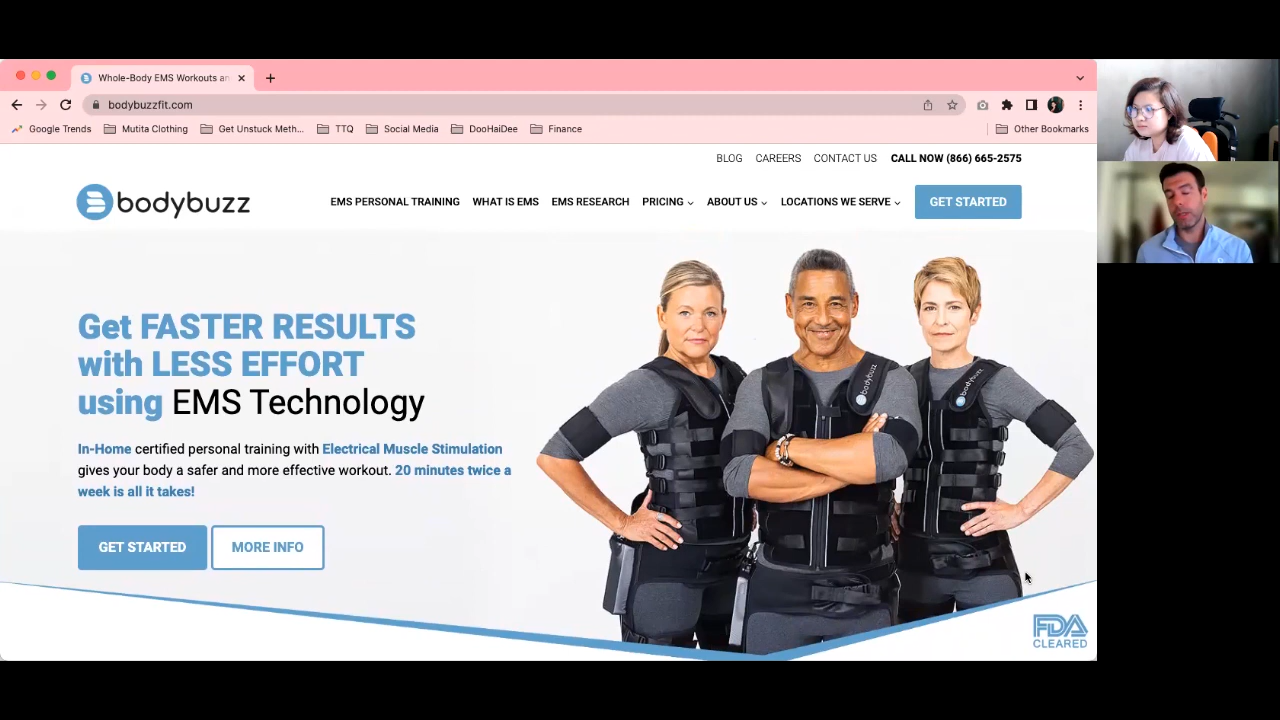 Whole-Body EMS Workouts an
bodybuzzfit.com
Google Trends
Mutita Clothing
Get Unstuck Meth...
TTQ
Social Media
DooHaiDee
Finance
Other Bookmarks
BLOG
CAREERS
CONTACT US
CALL NOW (866) 665-2575
bodybuzz
EMS PERSONAL TRAINING
WHAT IS EMS
EMS RESEARCH
PRICING
ABOUT US
LOCATIONS WE SERVE
GET STARTED
Get FASTER RESULTS
with LESS EFFORT
using EMS Technology
In-Home certified personal training with Electrical Muscle Stimulation
gives your body a safer and more effective workout. 20 minutes twice a
week is all it takes!
GET STARTED
MORE INFO
bodybuzz
bodybuzz
FDA
CLEARED